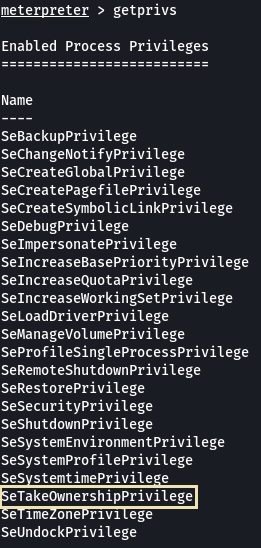 meterpreter > getprivs
Enabled Process Privileges
==========================
Name
----
SeBackupPrivilege
SeChangeNotifyPrivilege
SeCreateGlobalPrivilege
SeCreatePagefilePrivilege
SeCreateSymbolicLinkPrivilege
SeDebugPrivilege
SeImpersonatePrivilege
SeIncreaseBasePriorityPrivilege
SeIncreaseQuotaPrivilege
SeIncreaseWorkingSetPrivilege
SeLoadDriverPrivilege
SeManageVolumePrivilege
SeProfileSingleProcessPrivilege
SeRemoteShutdownPrivilege
SeRestorePrivilege
SeSecurityPrivilege
SeShutdownPrivilege
SeSystemEnvironmentPrivilege
SeSystemProfilePrivilege
SeSystemtimePrivilege
SeTakeOwnershipPrivilege
SeTimeZonePrivilege
SeUndockPrivilege